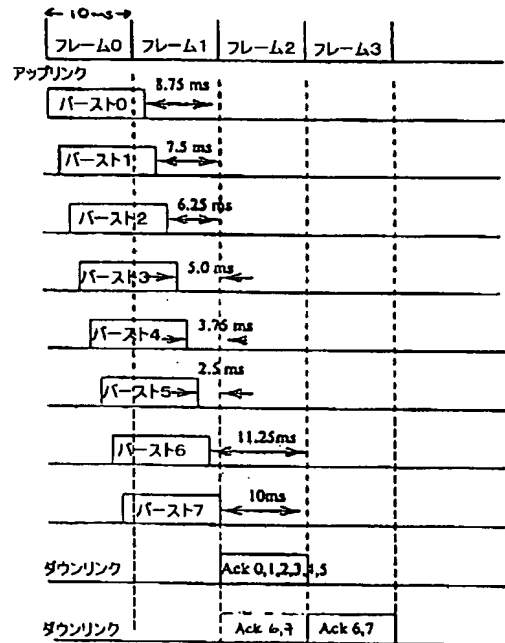 10ms
フレーム0 フレーム1 フレーム2 フレーム3
アップリンク
8.75 ms
バースト0
7.5 ms
バースト1
6.25 ms
バースト2
5.0 ms
バースト3
3.75 ms
バースト4
2.5 ms
バースト5
11.25ms
バースト6
10ms
バースト7
ダウンリンク Ack 0,1,2,3,4,5
ダウンリンク Ack 6,7 Ack 6,7